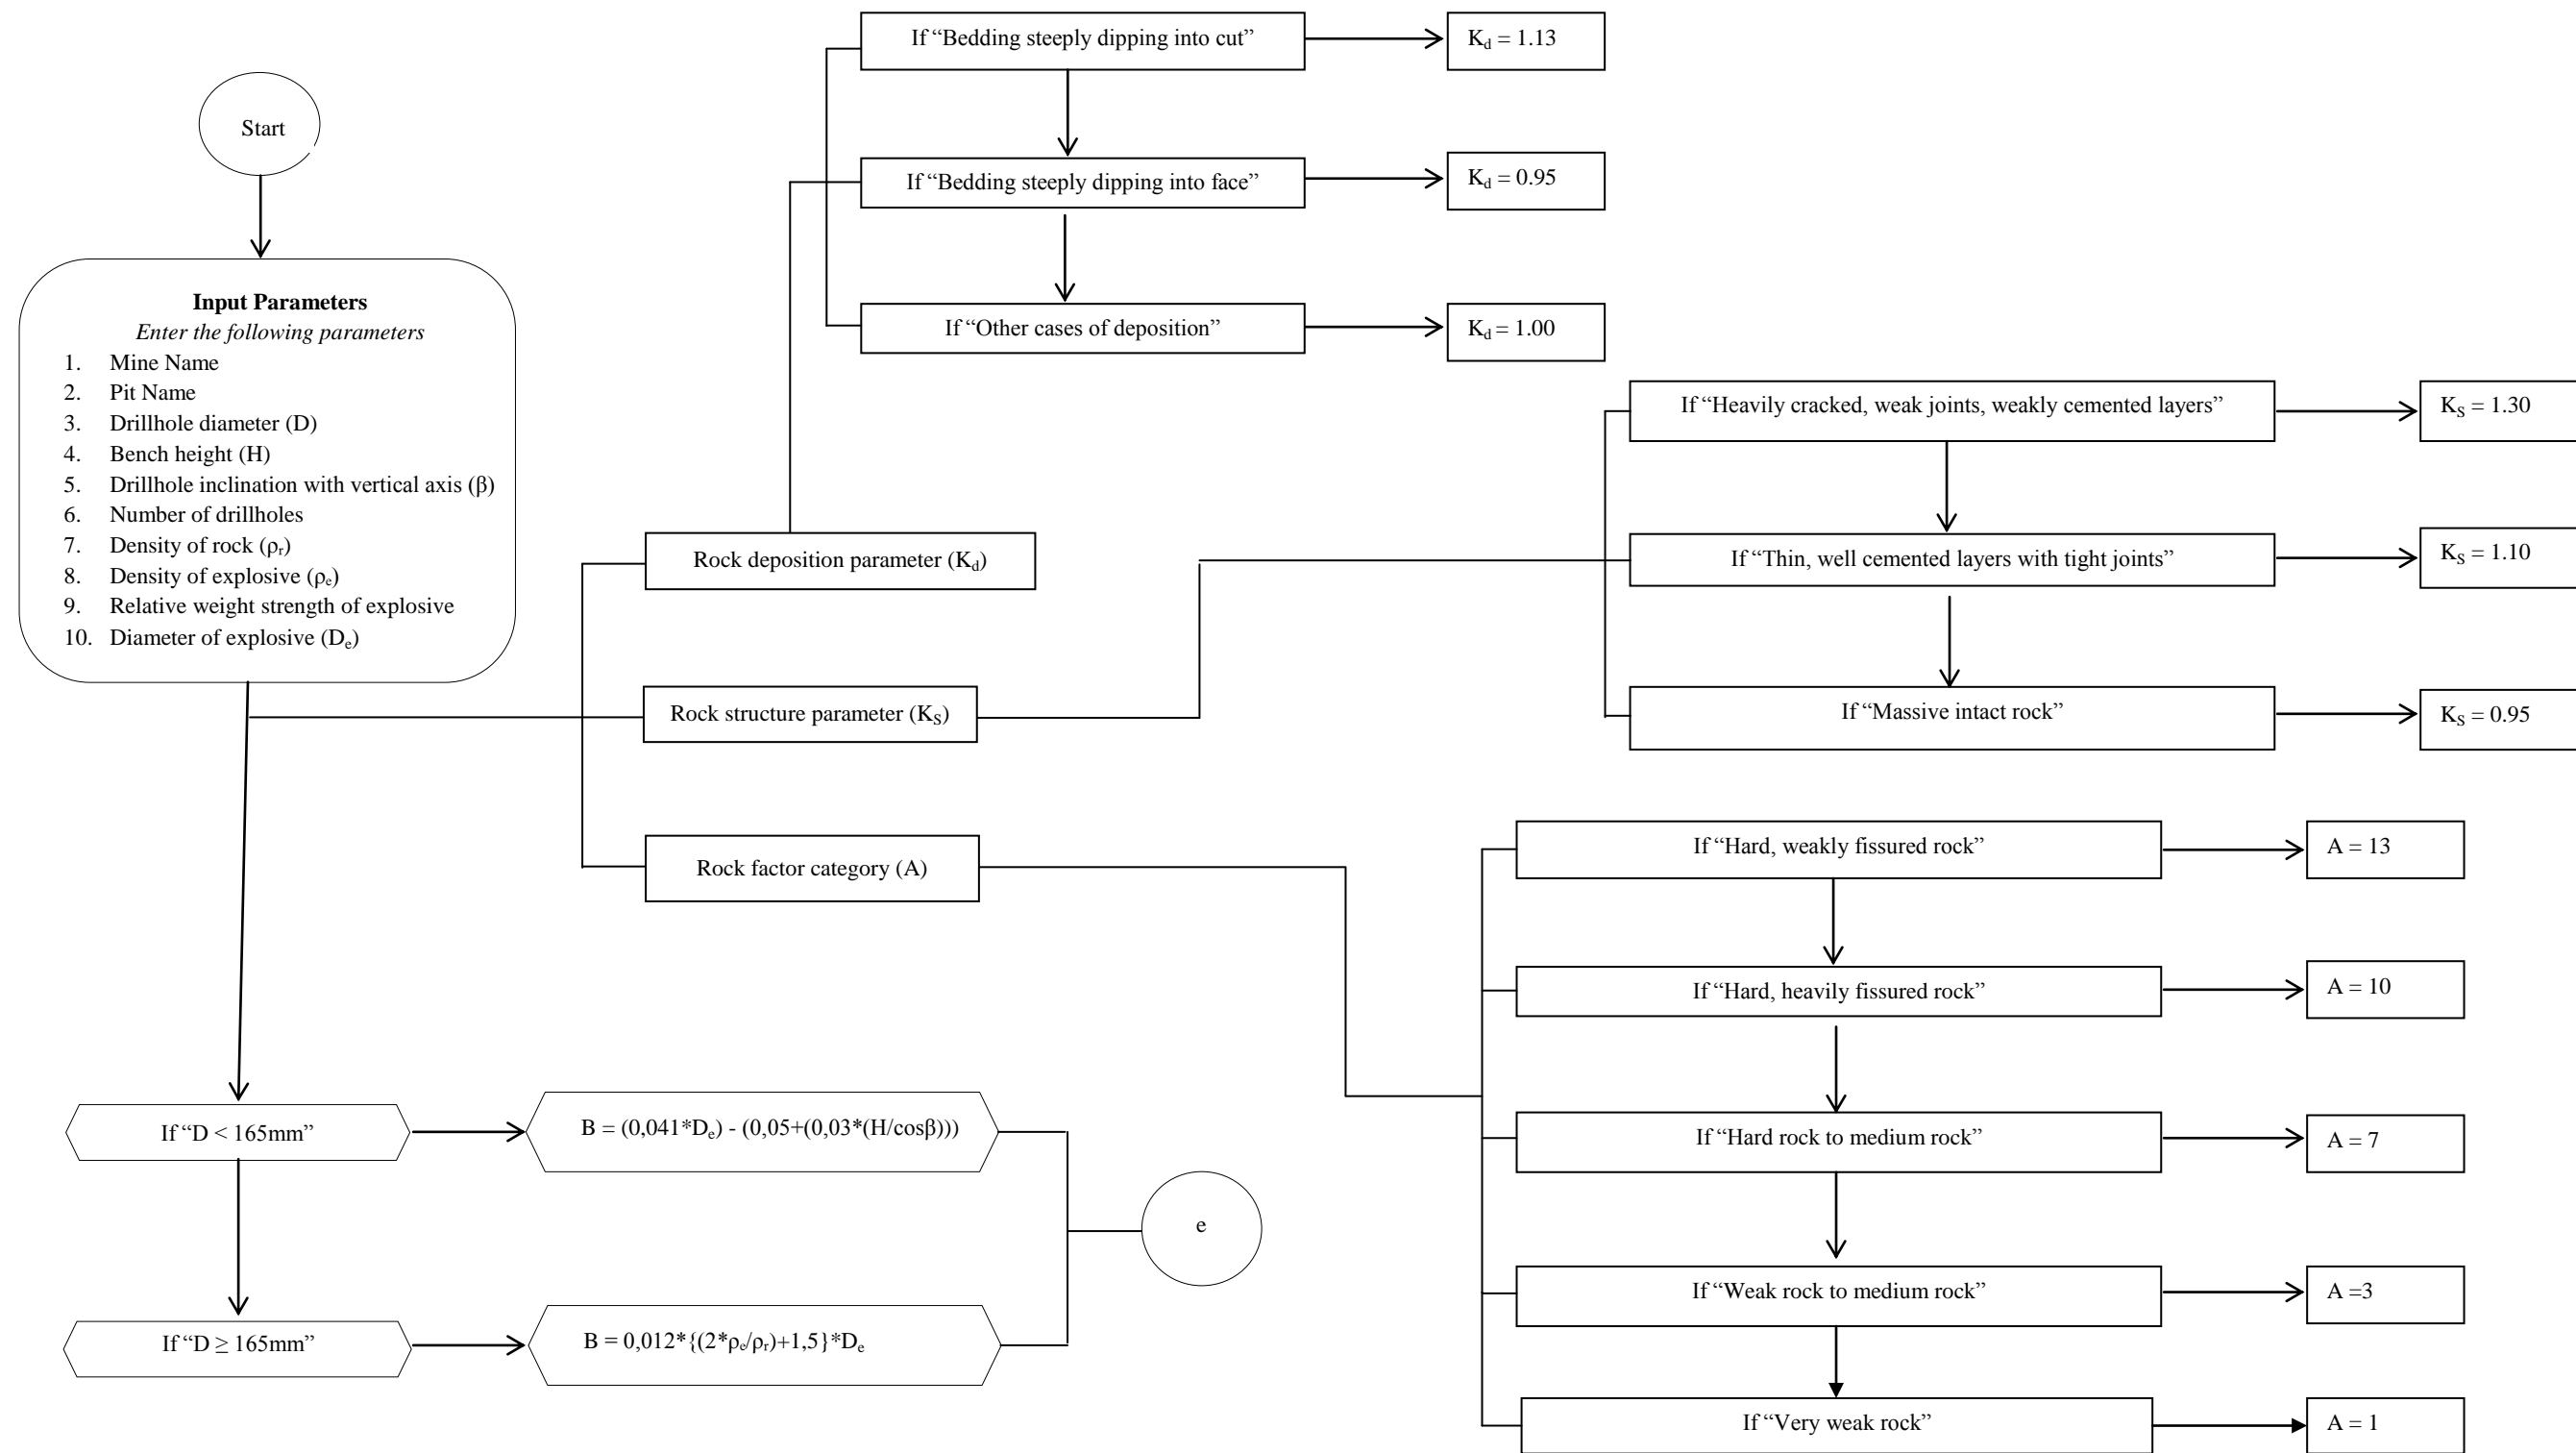 Start
Input Parameters
Enter the following parameters
1. Mine Name
2. Pit Name
3. Drillhole diameter (D)
4. Bench height (H)
5. Drillhole inclination with vertical axis (β)
6. Number of drillholes
7. Density of rock (ρᵣ)
8. Density of explosive (ρₑ)
9. Relative weight strength of explosive
10. Diameter of explosive (Dₑ)
If “Bedding steeply dipping into cut”
K_d = 1.13
If “Bedding steeply dipping into face”
K_d = 0.95
If “Other cases of deposition”
K_d = 1.00
Rock deposition parameter (K_d)
Rock structure parameter (K_S)
Rock factor category (A)
If “Heavily cracked, weak joints, weakly cemented layers”
K_S = 1.30
If “Thin, well cemented layers with tight joints”
K_S = 1.10
If “Massive intact rock”
K_S = 0.95
If “Hard, weakly fissured rock”
A = 13
If “Hard, heavily fissured rock”
A = 10
If “Hard rock to medium rock”
A = 7
If “Weak rock to medium rock”
A =3
If “Very weak rock”
A = 1
If “D < 165mm”
B = (0,041*Dₑ) - (0,05+(0,03*(H/cosβ)))
If “D ≥ 165mm”
B = 0,012*{(2*ρₑ/ρᵣ)+1,5}*Dₑ
e